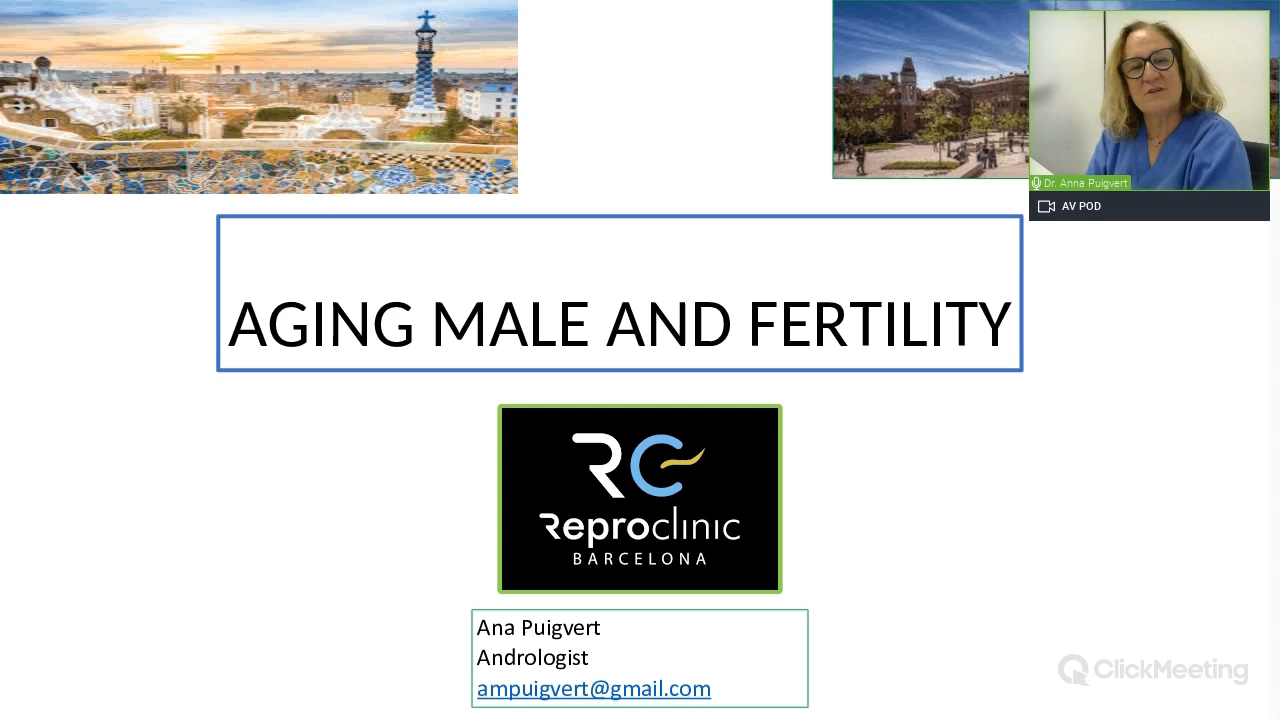 Dr. Anna Puigvert
AV POD
AGING MALE AND FERTILITY
RC
Reproclinic
BARCELONA
Ana Puigvert
Andrologist
ampuigvert@gmail.com
ClickMeeting